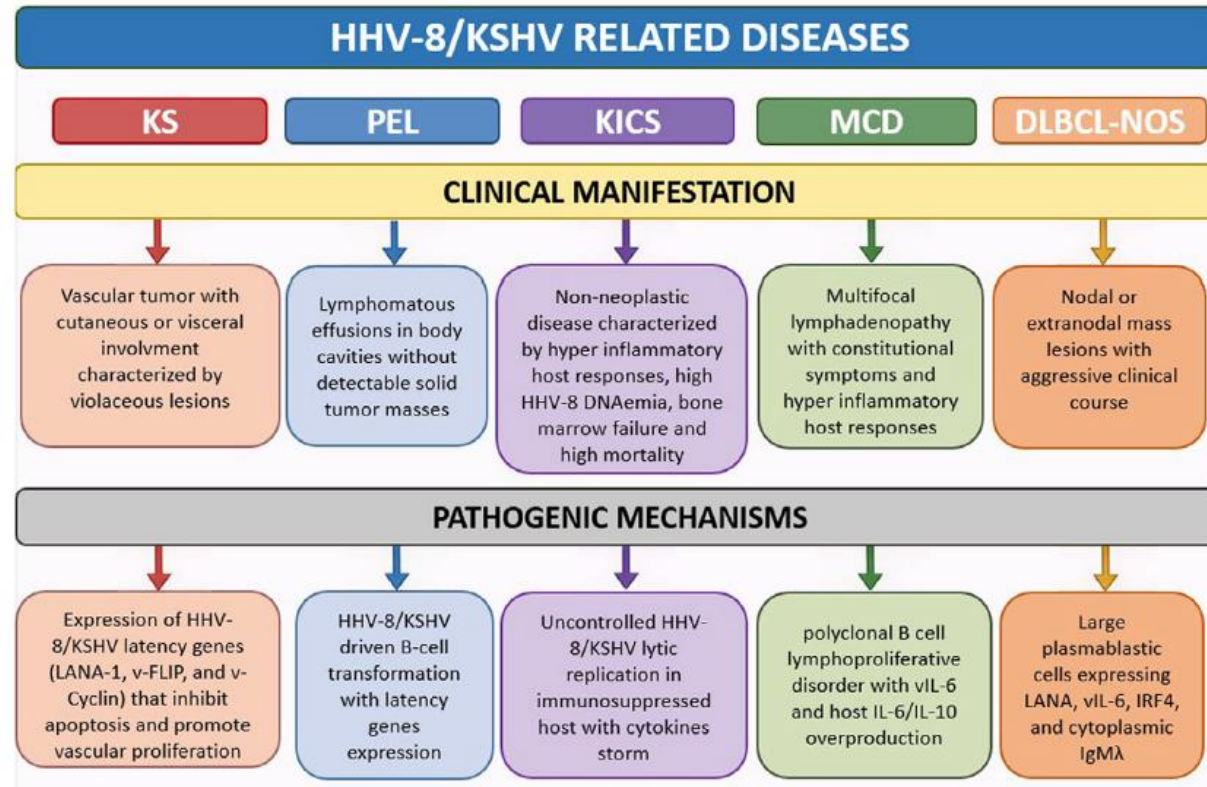 HHV-8/KSHV RELATED DISEASES
KS
PEL
KICS
MCD
DLBCL-NOS
CLINICAL MANIFESTATION
Vascular tumor with
cutaneous or visceral
involvment
characterized by
violaceous lesions
Lymphomatous
effusions in body
cavities without
detectable solid
tumor masses
Non-neoplastic
disease characterized
by hyper inflammatory
host responses, high
HHV-8 DNAemia, bone
marrow failure and
high mortality
Multifocal
lymphadenopathy
with constitutional
symptoms and
hyper inflammatory
host responses
Nodal or
extranodal mass
lesions with
aggressive clinical
course
PATHOGENIC MECHANISMS
Expression of HHV-
8/KSHV latency genes
(LANA-1, v-FLIP, and v-
Cyclin) that inhibit
apoptosis and promote
vascular proliferation
HHV-8/KSHV
driven B-cell
transformation
with latency
genes
expression
Uncontrolled HHV-
8/KSHV lytic
replication in
immunosuppressed
host with cytokines
storm
polyclonal B cell
lymphoproliferative
disorder with vIL-6
and host IL-6/IL-10
overproduction
Large
plasmablastic
cells expressing
LANA, vIL-6, IRF4,
and cytoplasmic
IgMλ